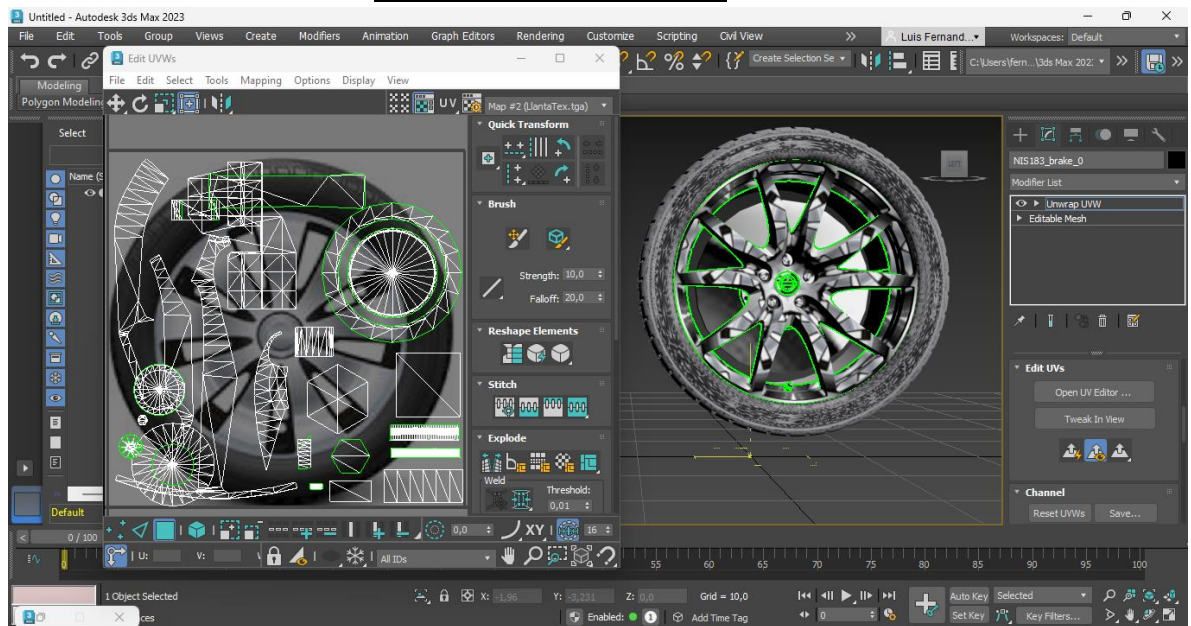 Untitled - Autodesk 3ds Max 2023
File Edit Tools Group Views Create Modifiers Animation Graph Editors Rendering Customize Scripting Civil View Luis Fernand... Workspaces: Default
Create Selection Se C:\Users\fern...\3ds Max 202:
Modeling
Polygon Modeling
Edit UVWs
File Edit Select Tools Mapping Options Display View
UV Map #2 (LlantaTex.tga)
Select
Name (S
Quick Transform
Brush
Strength: 10,0
Falloff: 20,0
Reshape Elements
Stitch
Explode
Weld
Threshold:
0,01
LEFT
NIS183_brake_0
Modifier List
Unwrap UVW
Editable Mesh
Edit UVs
Open UV Editor ...
Tweak In View
Channel
Reset UVWs Save...
Default
0 / 100
0,0 XY 16
U: V: All IDs
55 60 65 70 75 80 85 90 95 100
1 Object Selected X: -1,96 Y: -3,231 Z: 0,0 Grid = 10,0 Auto Key Selected
ces Enabled: 1 Add Time Tag 0 Set Key Key Filters...